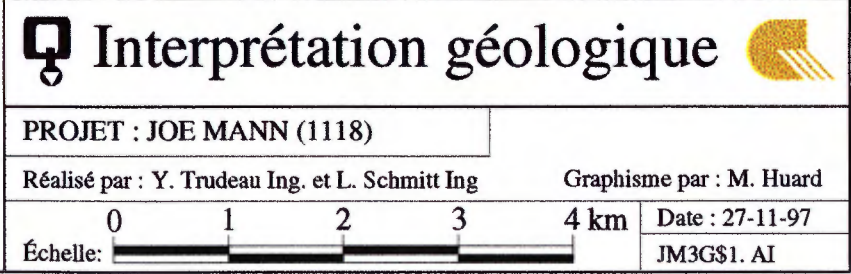 Interprétation géologique
PROJET : JOE MANN (1118)
Réalisé par : Y. Trudeau Ing. et L. Schmitt Ing Graphisme par : M. Huard
0 1 2 3 4 km
Échelle:
Date : 27-11-97
JM3G$1. AI